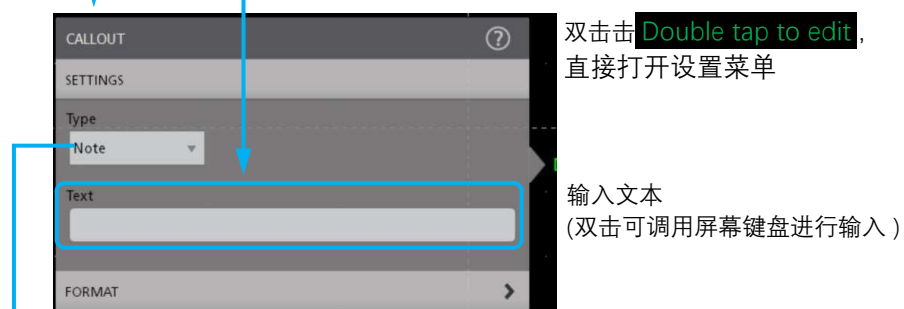 CALLOUT
?
双击击 Double tap to edit ,
直接打开设置菜单
SETTINGS
Type
Note
Text
输入文本
(双击可调用屏幕键盘进行输入 )
FORMAT